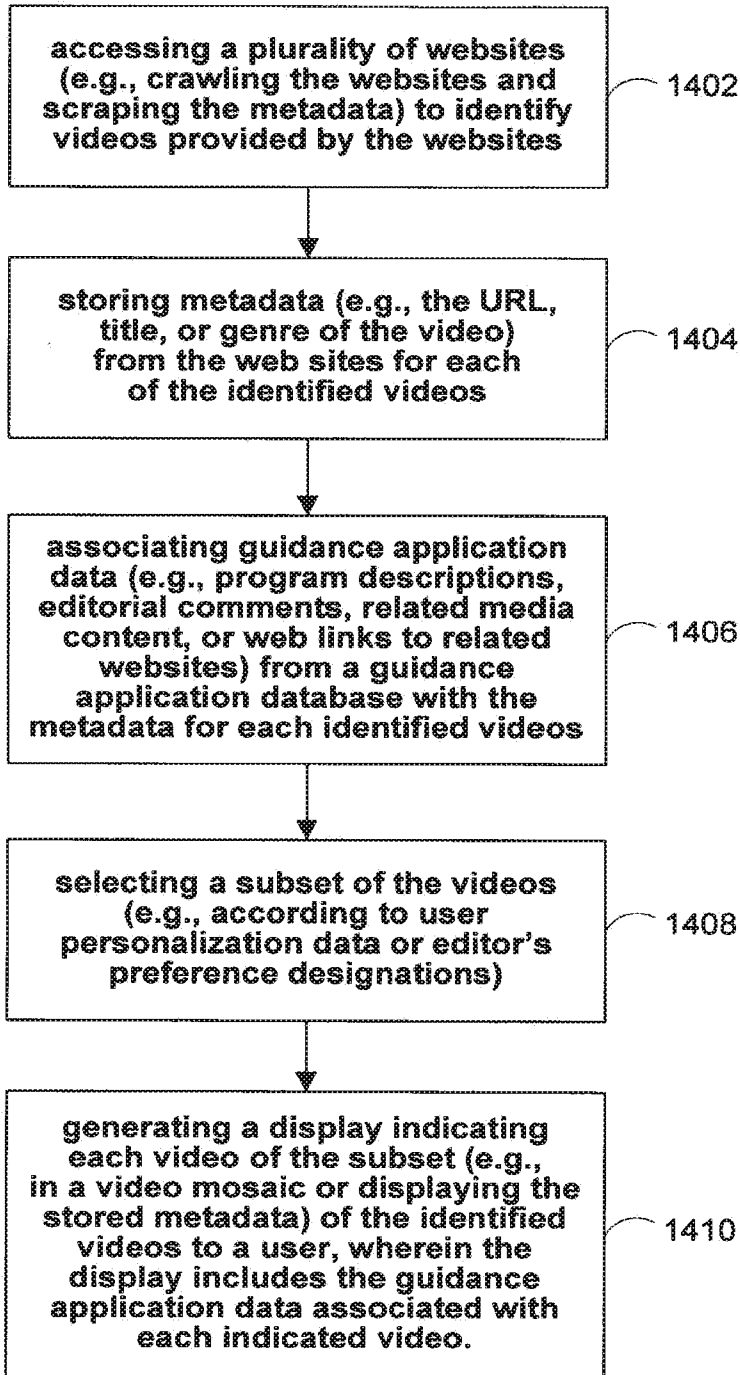 accessing a plurality of websites
(e.g., crawling the websites and
scraping the metadata) to identify
videos provided by the websites
1402
storing metadata (e.g., the URL,
title, or genre of the video)
from the web sites for each
of the identified videos
1404
associating guidance application
data (e.g., program descriptions,
editorial comments, related media
content, or web links to related
websites) from a guidance
application database with the
metadata for each identified videos
1406
selecting a subset of the videos
(e.g., according to user
personalization data or editor's
preference designations)
1408
generating a display indicating
each video of the subset (e.g.,
in a video mosaic or displaying the
stored metadata) of the identified
videos to a user, wherein the
display includes the guidance
application data associated with
each indicated video.
1410